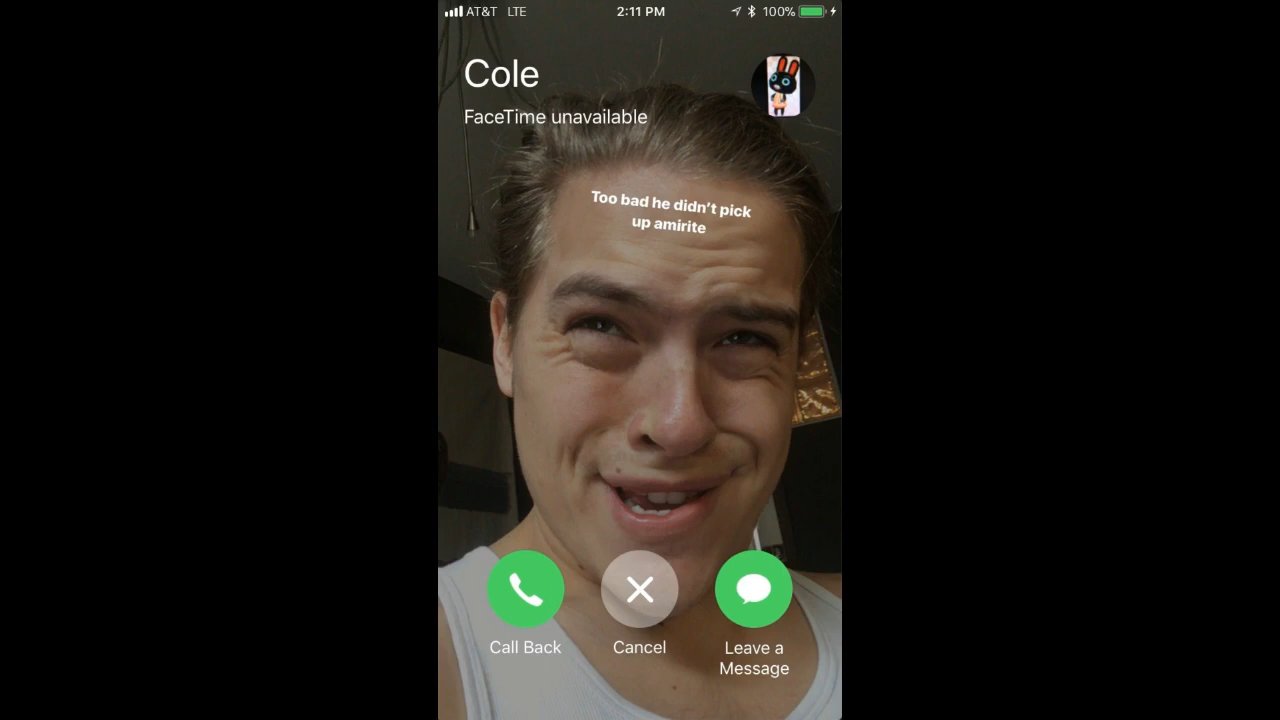 AT&T LTE 2:11 PM 100%
Cole
FaceTime unavailable
Too bad he didn't pick
up amirite
Call Back Cancel Leave a
Message